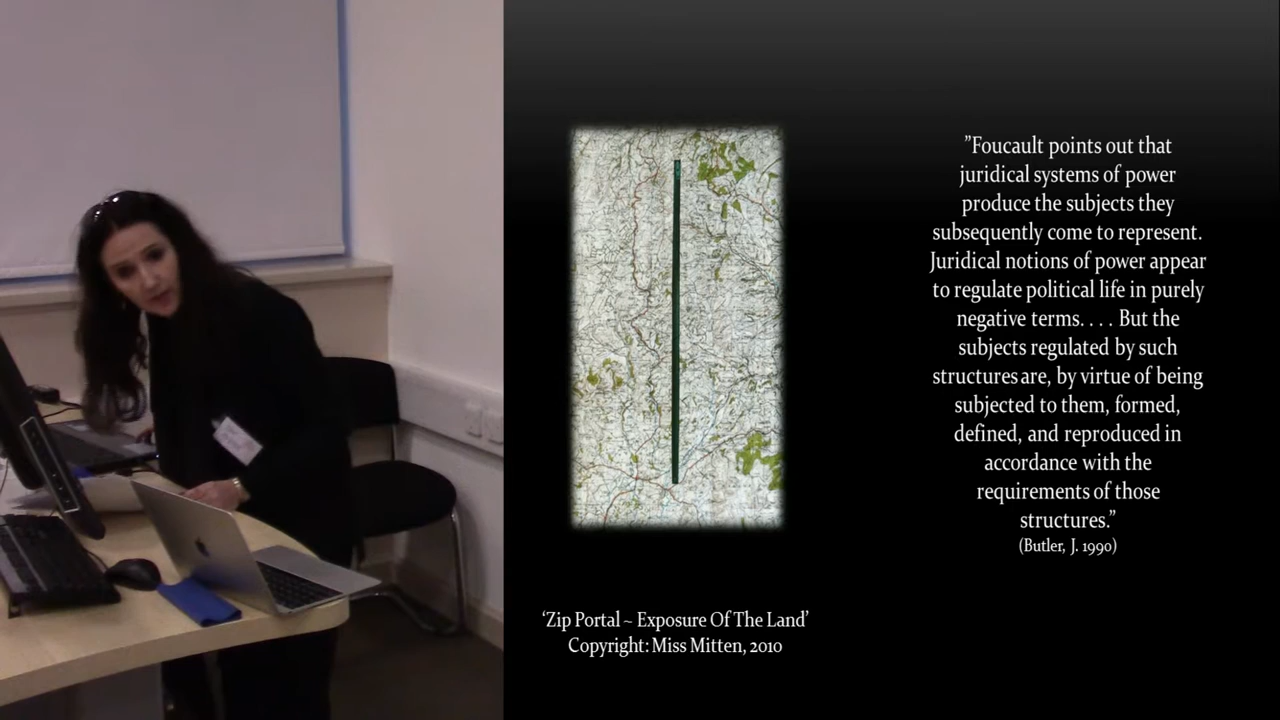 ”Foucault points out that
juridical systems of power
produce the subjects they
subsequently come to represent.
Juridical notions of power appear
to regulate political life in purely
negative terms. . . . But the
subjects regulated by such
structures are, by virtue of being
subjected to them, formed,
defined, and reproduced in
accordance with the
requirements of those
structures.”
(Butler, J. 1990)
‘Zip Portal ~ Exposure Of The Land’
Copyright: Miss Mitten, 2010